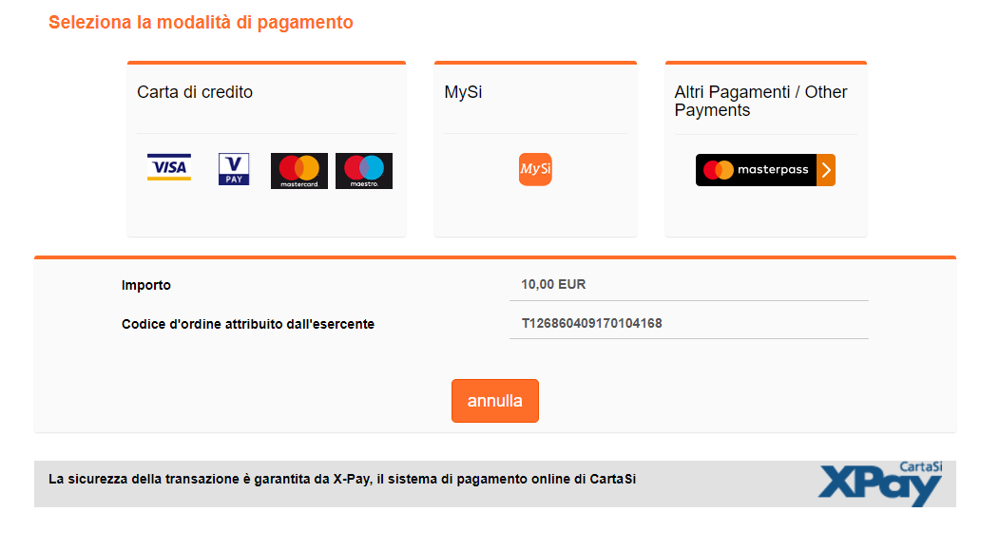 Seleziona la modalità di pagamento
Carta di credito
VISA
V PAY
mastercard.
maestro.
MySi
MySi
Altri Pagamenti / Other
Payments
masterpass
Importo
10,00 EUR
Codice d'ordine attribuito dall'esercente
T126860409170104168
annulla
La sicurezza della transazione è garantita da X-Pay, il sistema di pagamento online di CartaSi
CartaSi
XPay